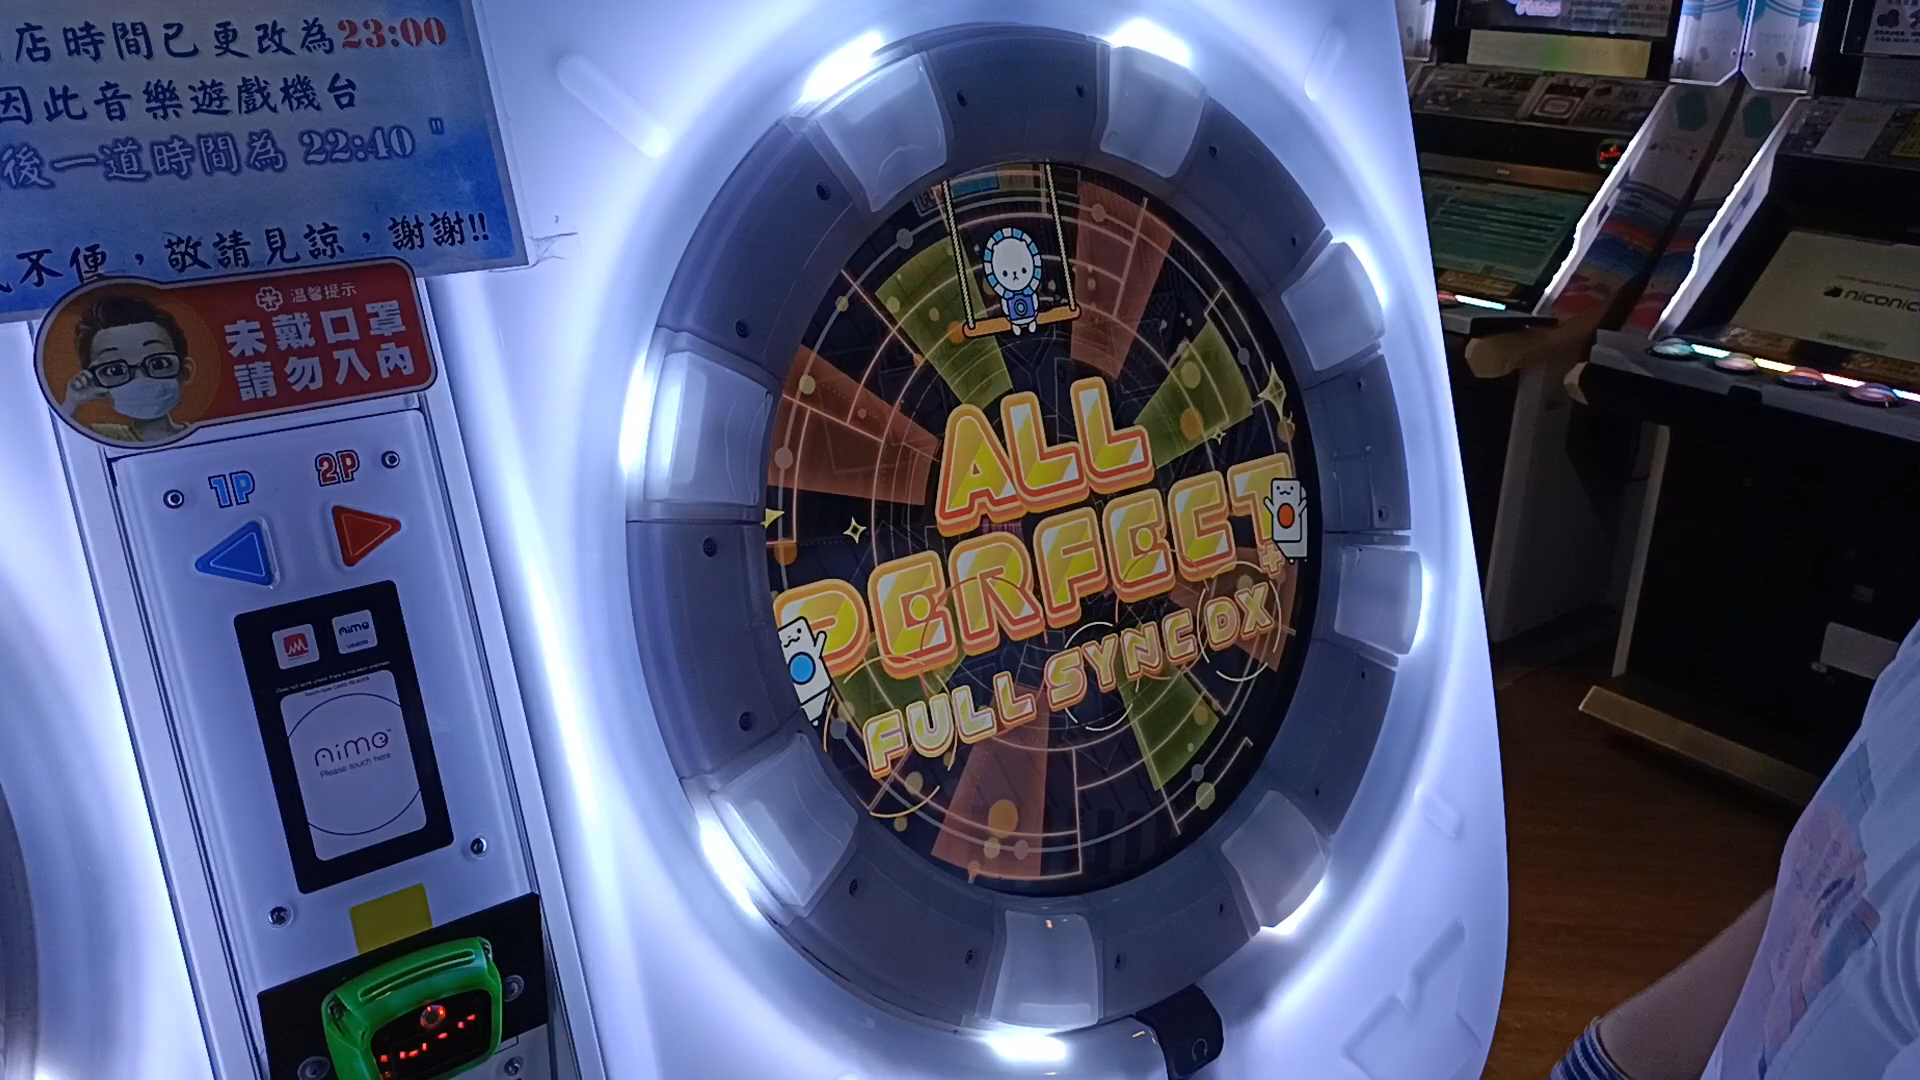 店時間已更改為23:00
因此音樂遊戲機台
後一道時間為 22:40 "
不便，敬請見諒，謝謝!!
溫馨提示
未戴口罩
請勿入內
1P
2P
Aime
Aime
Please touch here
ALL
PERFECT
+
FULL SYNC DX
niconic